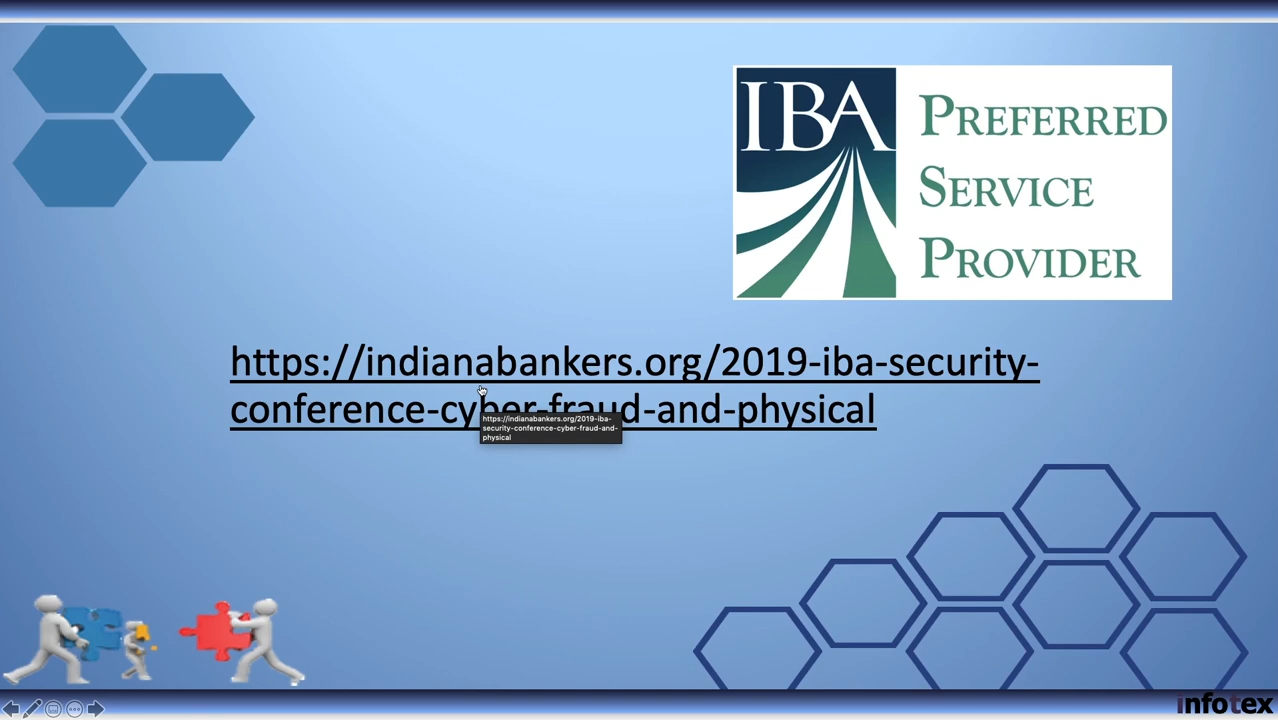 IBA
PREFERRED
SERVICE
PROVIDER
https://indianabankers.org/2019-iba-security-
conference-cyber-fraud-and-physical
https://indianabankers.org/2019-iba-
security-conference-cyber-fraud-and-
physical
infotex